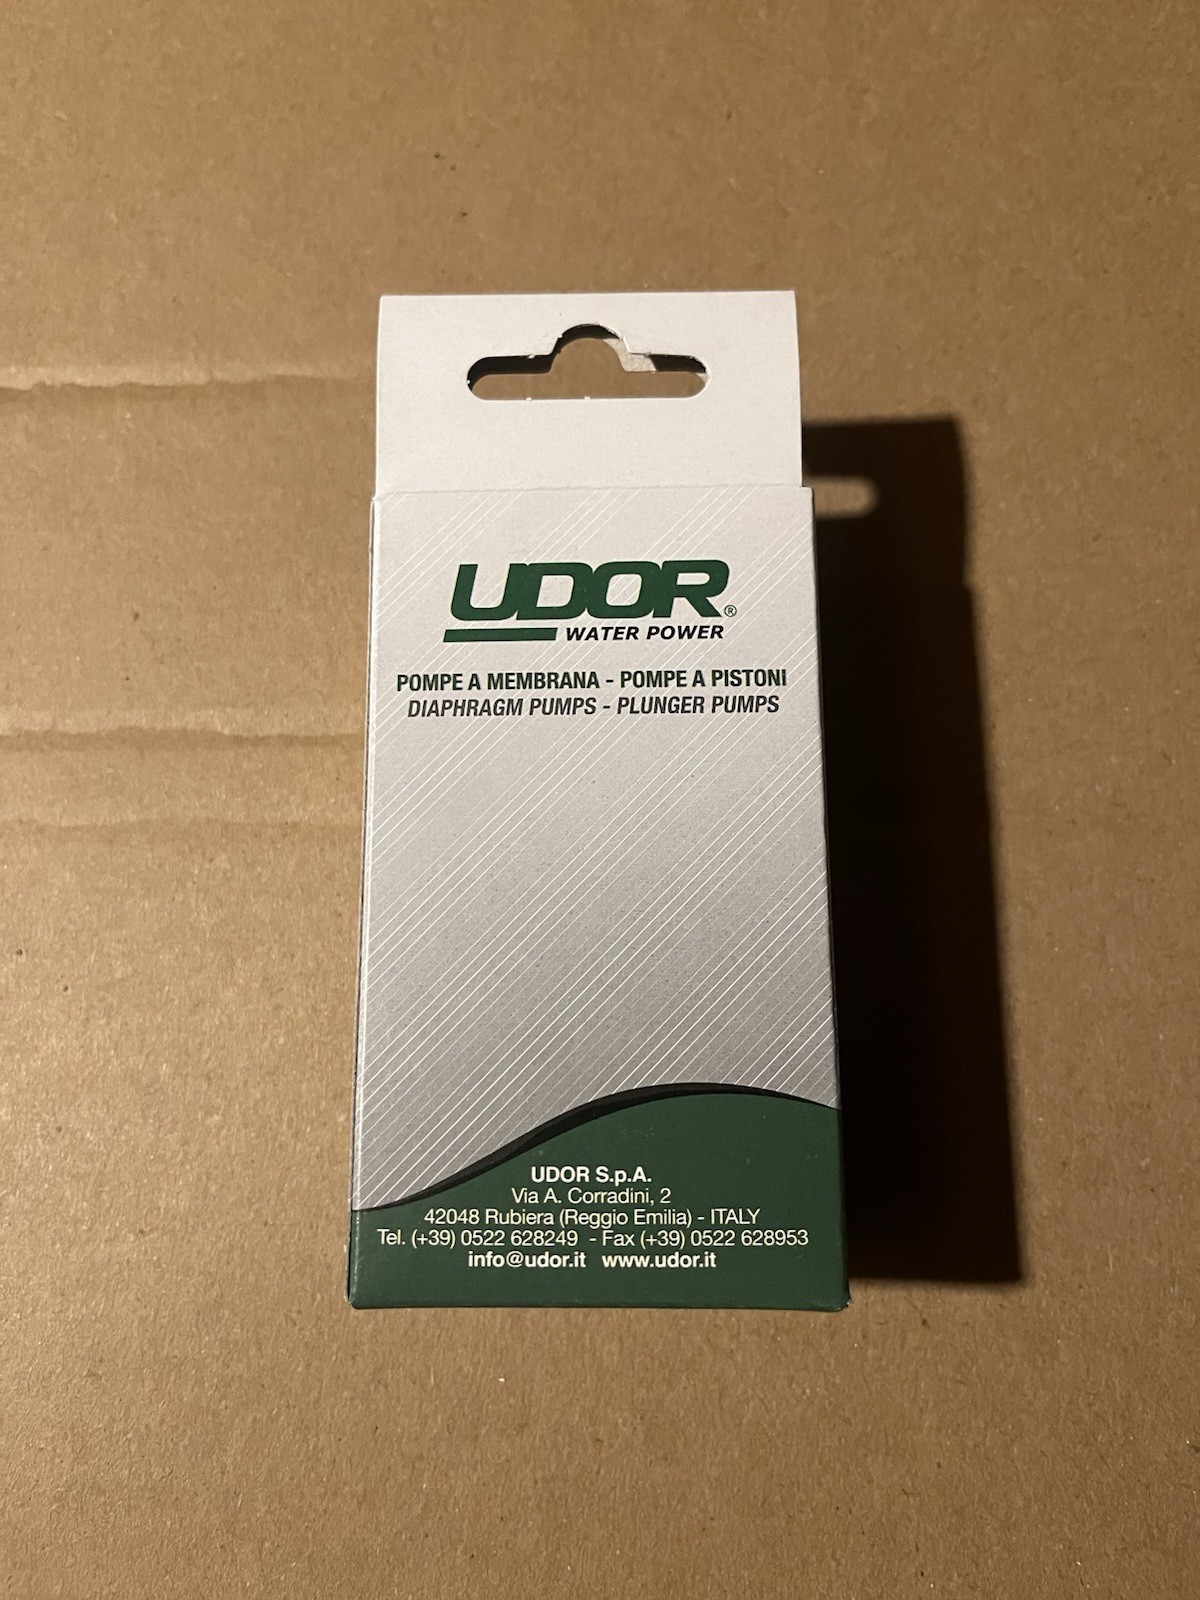 UDOR®
WATER POWER
POMPE A MEMBRANA - POMPE A PISTONI
DIAPHRAGM PUMPS - PLUNGER PUMPS
UDOR S.p.A.
Via A. Corradini, 2
42048 Rubiera (Reggio Emilia) - ITALY
Tel. (+39) 0522 628249 - Fax (+39) 0522 628953
info@udor.it www.udor.it